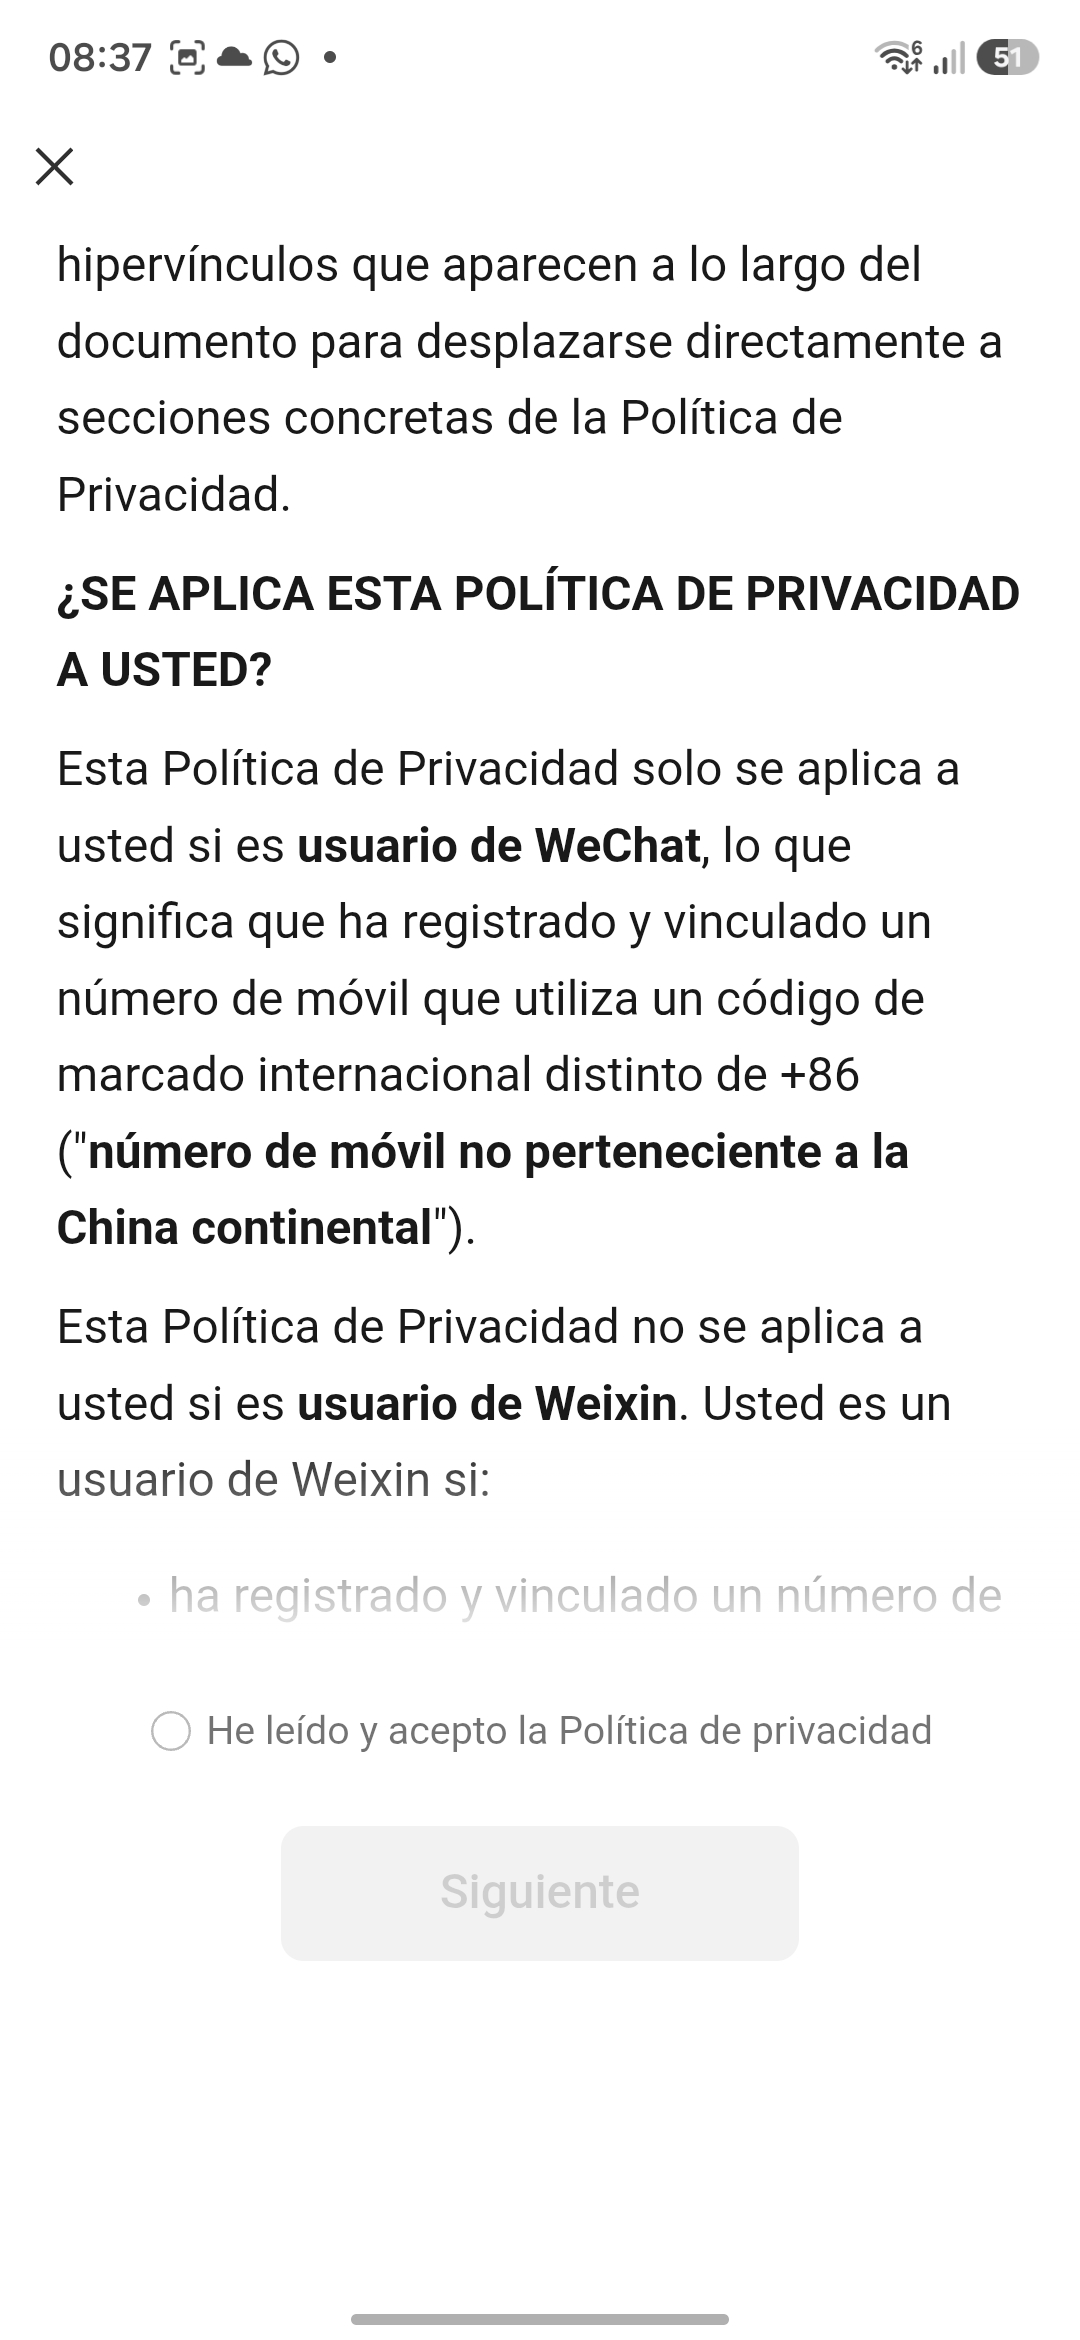 08:37
6
51
hipervínculos que aparecen a lo largo del
documento para desplazarse directamente a
secciones concretas de la Política de
Privacidad.
¿SE APLICA ESTA POLÍTICA DE PRIVACIDAD
A USTED?
Esta Política de Privacidad solo se aplica a
usted si es usuario de WeChat, lo que
significa que ha registrado y vinculado un
número de móvil que utiliza un código de
marcado internacional distinto de +86
("número de móvil no perteneciente a la
China continental").
Esta Política de Privacidad no se aplica a
usted si es usuario de Weixin. Usted es un
usuario de Weixin si:
• ha registrado y vinculado un número de
He leído y acepto la Política de privacidad
Siguiente